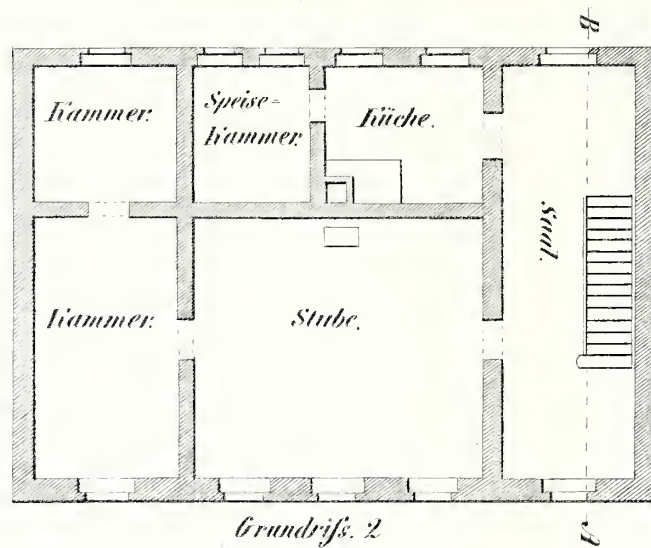 B
Kammer.
Speise=
Kammer
Küche.
Saal.
Kammer.
Stube.
Grundriſs. 2
A